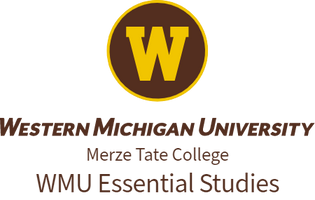 W
WESTERN MICHIGAN UNIVERSITY
Merze Tate College
WMU Essential Studies